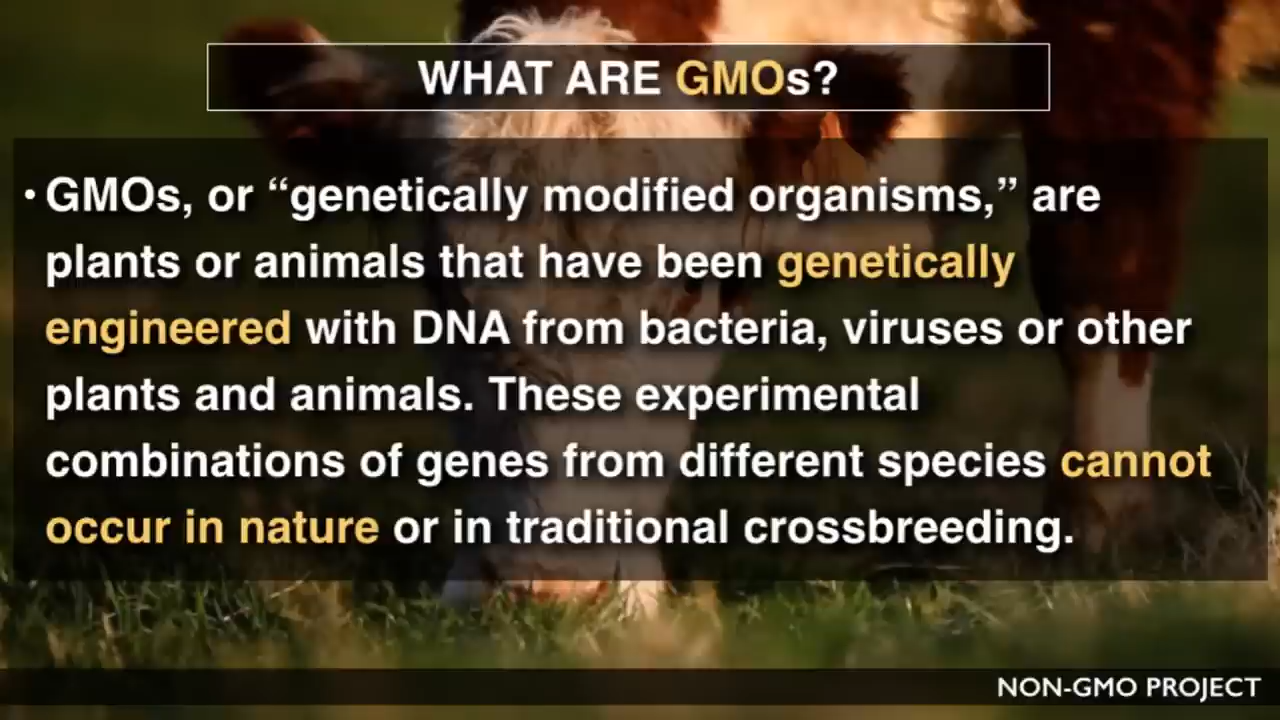 WHAT ARE GMOs?
• GMOs, or “genetically modified organisms,” are
plants or animals that have been genetically
engineered with DNA from bacteria, viruses or other
plants and animals. These experimental
combinations of genes from different species cannot
occur in nature or in traditional crossbreeding.
NON-GMO PROJECT